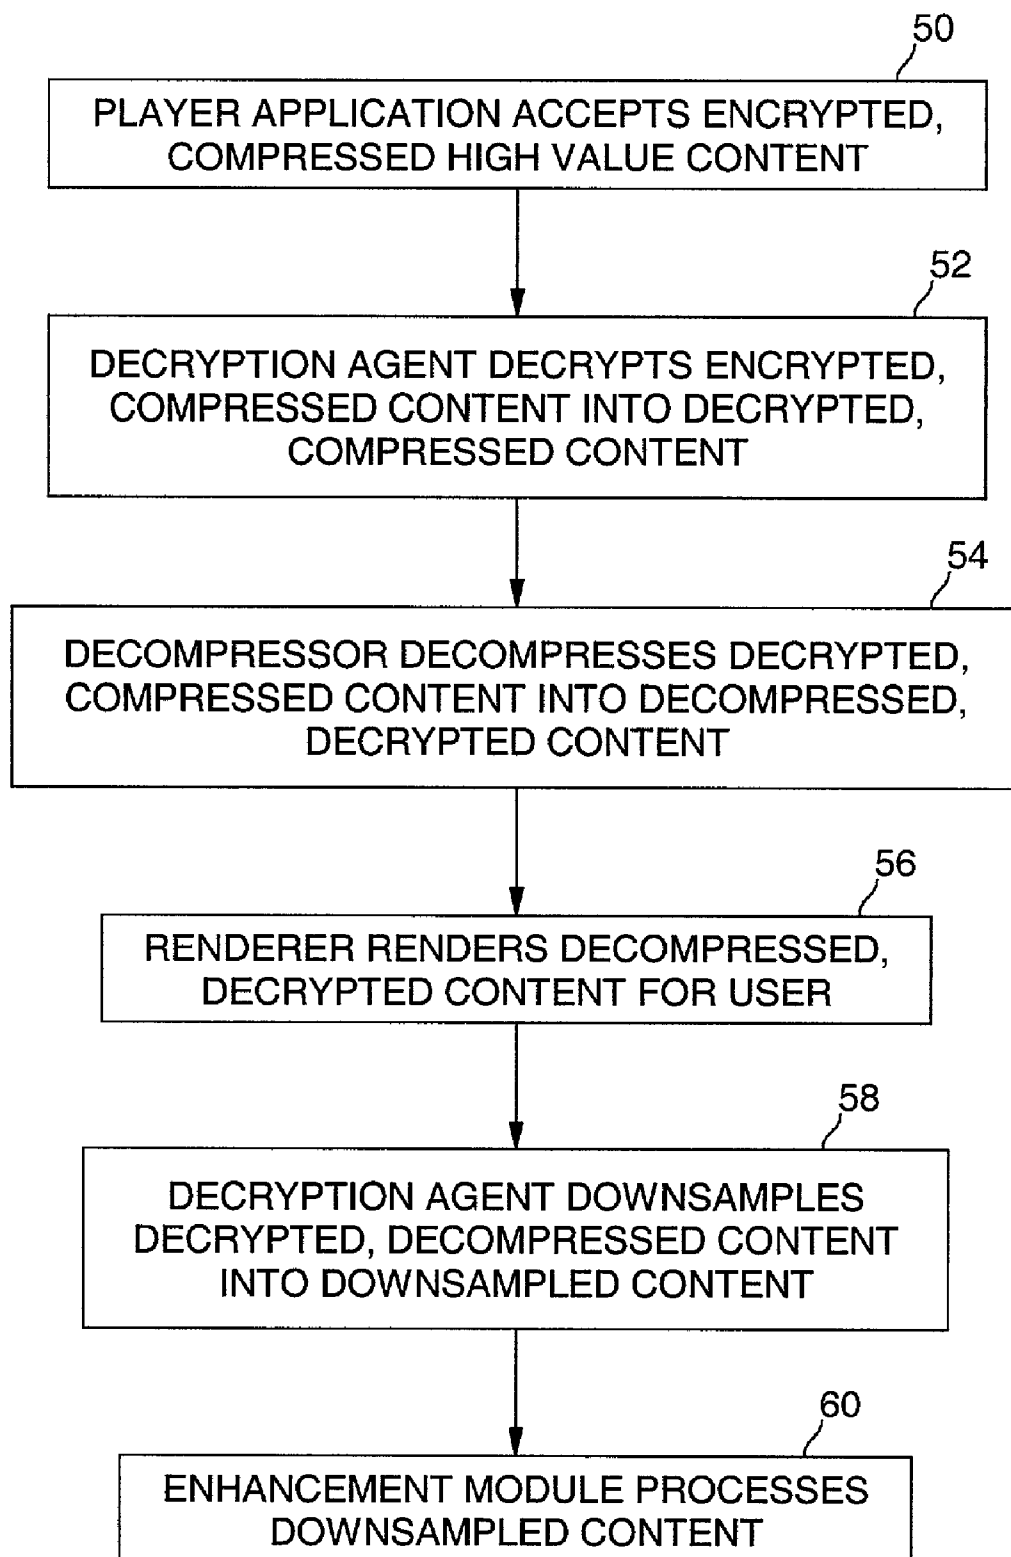 50
PLAYER APPLICATION ACCEPTS ENCRYPTED,
COMPRESSED HIGH VALUE CONTENT
52
DECRYPTION AGENT DECRYPTS ENCRYPTED,
COMPRESSED CONTENT INTO DECRYPTED,
COMPRESSED CONTENT
54
DECOMPRESSOR DECOMPRESSES DECRYPTED,
COMPRESSED CONTENT INTO DECOMPRESSED,
DECRYPTED CONTENT
56
RENDERER RENDERS DECOMPRESSED,
DECRYPTED CONTENT FOR USER
58
DECRYPTION AGENT DOWNSAMPLES
DECRYPTED, DECOMPRESSED CONTENT
INTO DOWNSAMPLED CONTENT
60
ENHANCEMENT MODULE PROCESSES
DOWNSAMPLED CONTENT